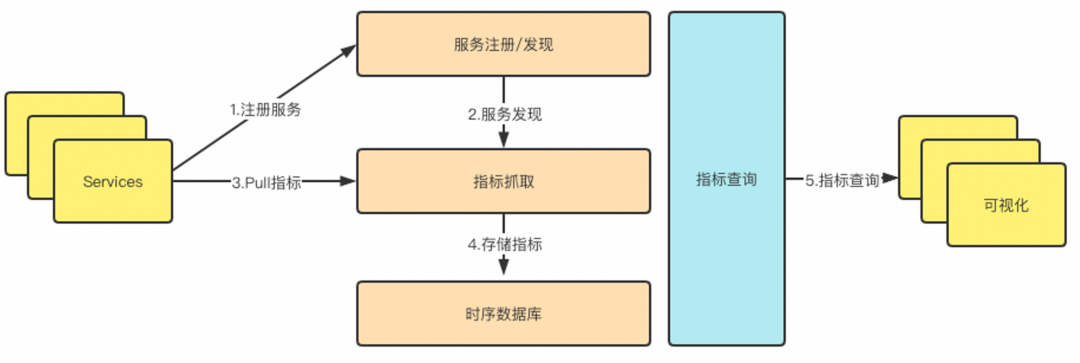 服务注册/发现
1.注册服务
2.服务发现
Services
3.Pull指标
指标抓取
指标查询
5.指标查询
可视化
4.存储指标
时序数据库